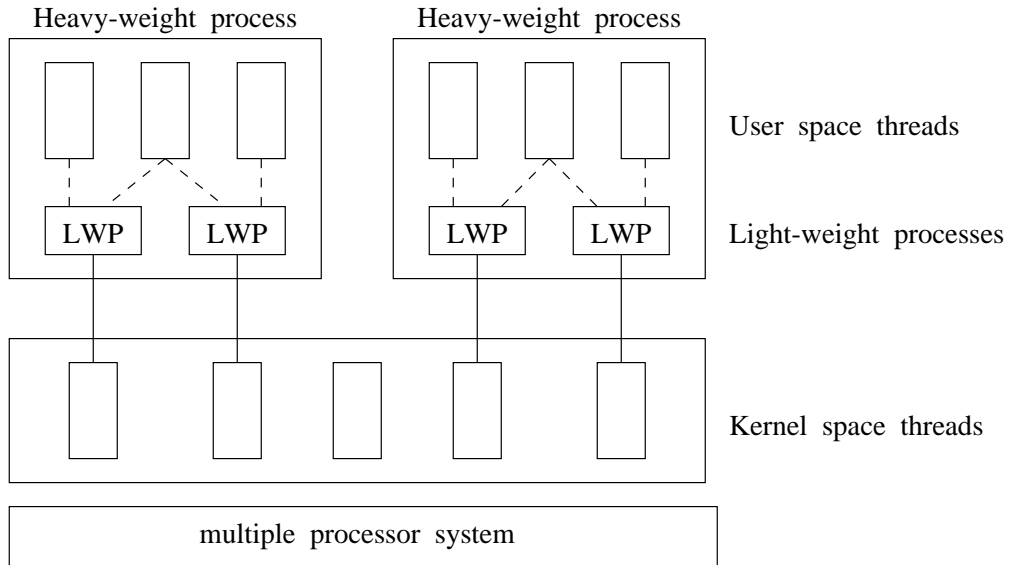 Heavy-weight process
Heavy-weight process
User space threads
LWP
LWP
LWP
LWP
Light-weight processes
Kernel space threads
multiple processor system